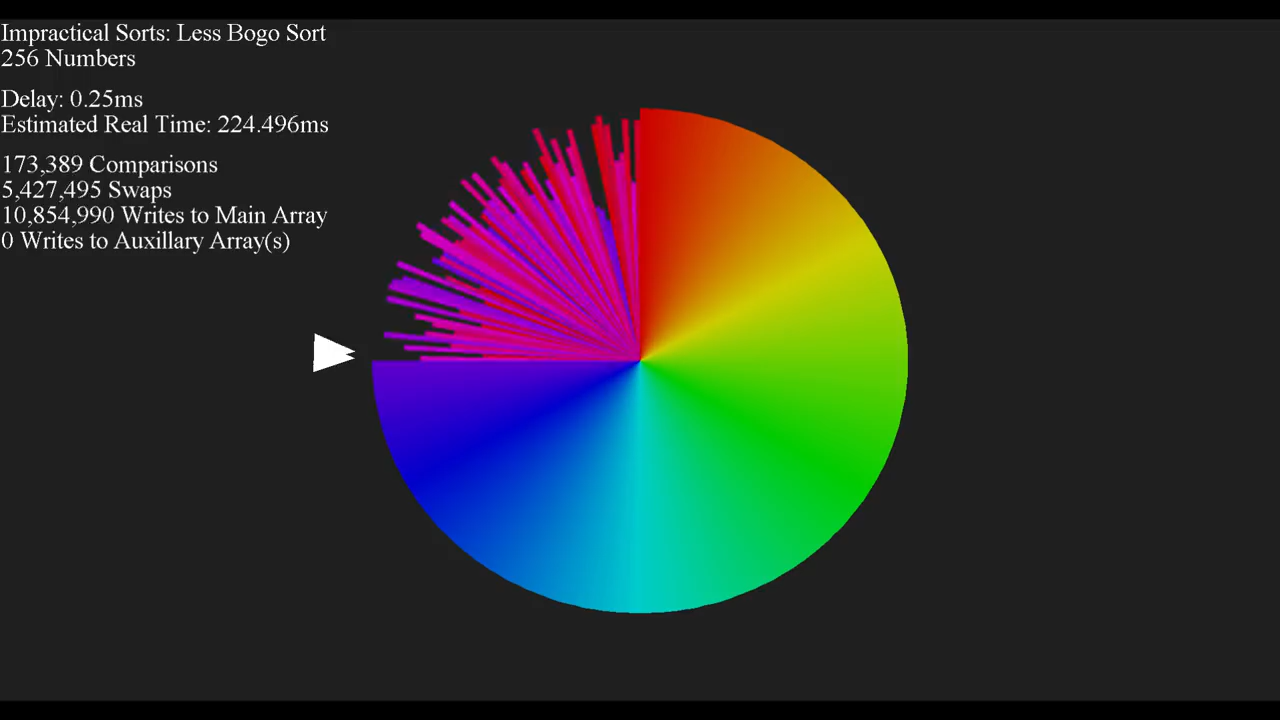 Impractical Sorts: Less Bogo Sort
256 Numbers
Delay: 0.25ms
Estimated Real Time: 224.496ms
173,389 Comparisons
5,427,495 Swaps
10,854,990 Writes to Main Array
0 Writes to Auxillary Array(s)